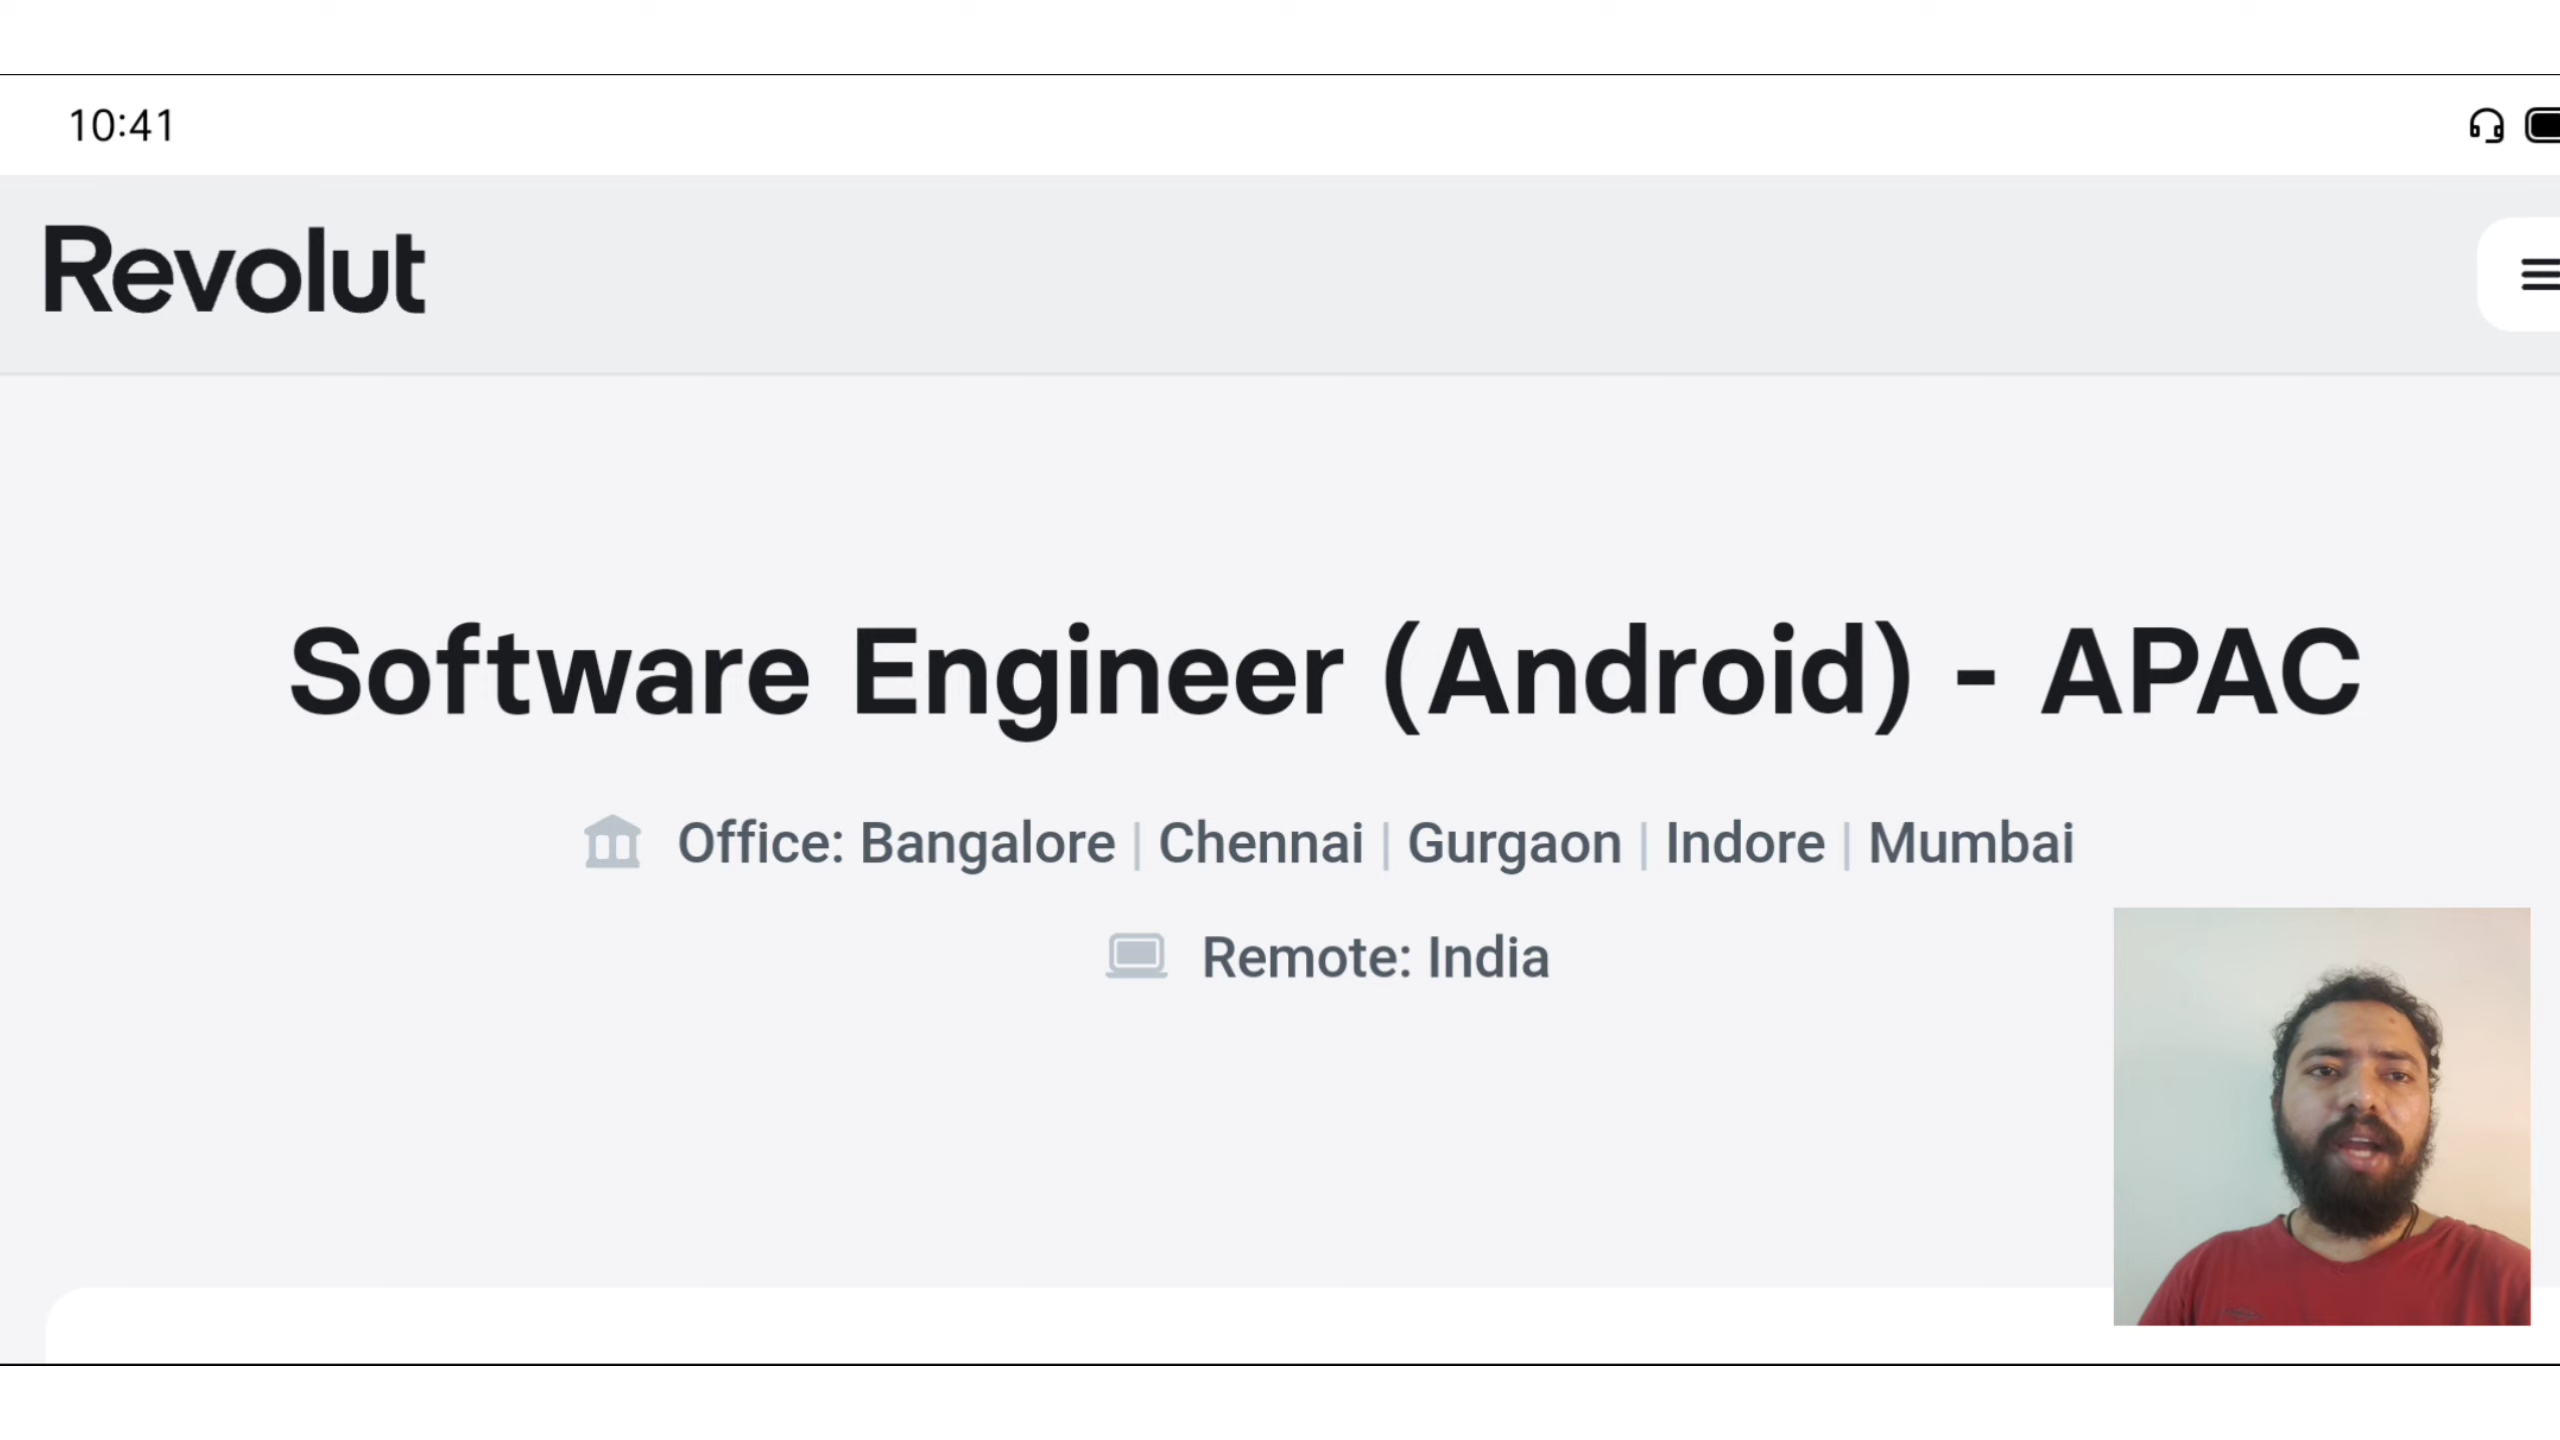 10:41
Revolut
Software Engineer (Android) - APAC
Office: Bangalore | Chennai | Gurgaon | Indore | Mumbai
Remote: India